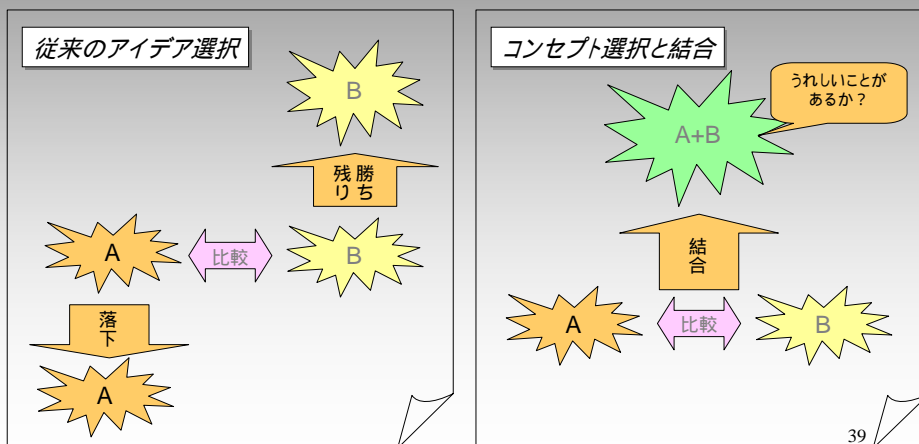 従来のアイデア選択
B
勝ち
残り
A
比較
B
落下
A
コンセプト選択と結合
うれしいことが
あるか？
A+B
結合
A
比較
B
39